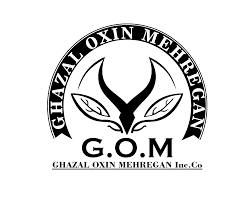 GHAZAL OXIN MEHREGAN
G.O.M
GHAZAL OXIN MEHREGAN Inc.Co